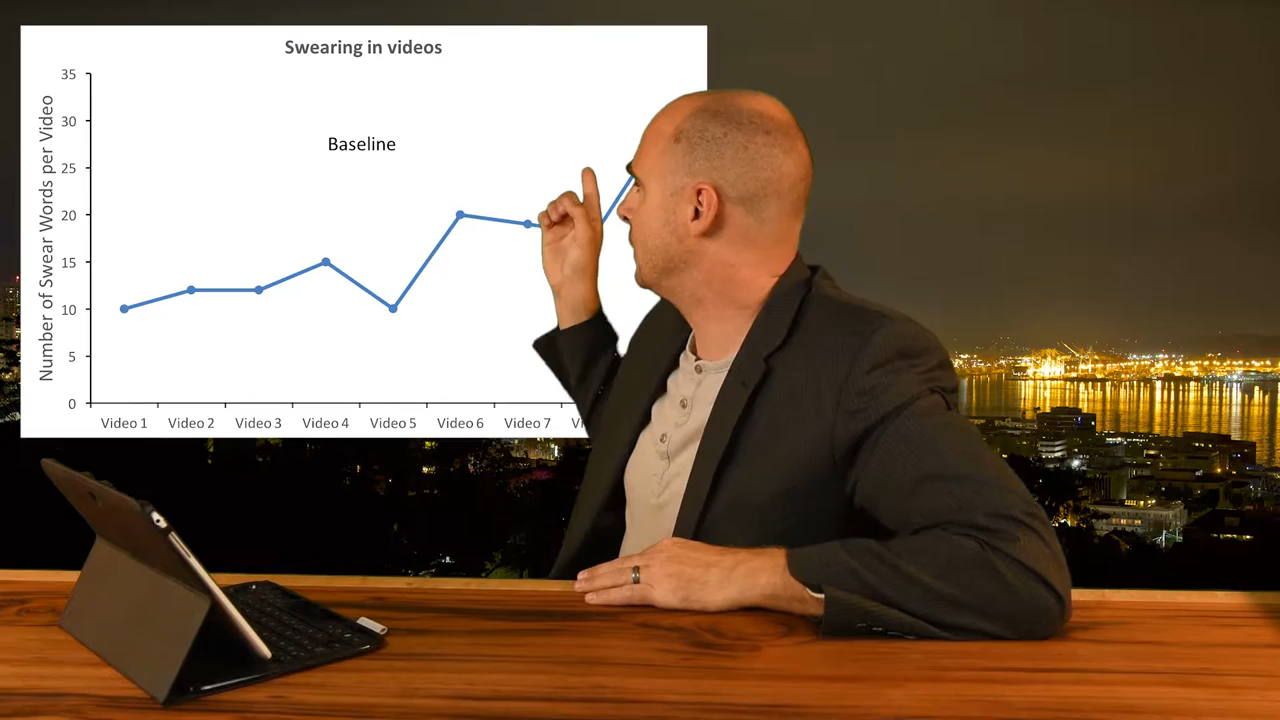 Swearing in videos
Number of Swear Words per Video
35
30
25
20
15
10
5
0
Baseline
Video 1 Video 2 Video 3 Video 4 Video 5 Video 6 Video 7